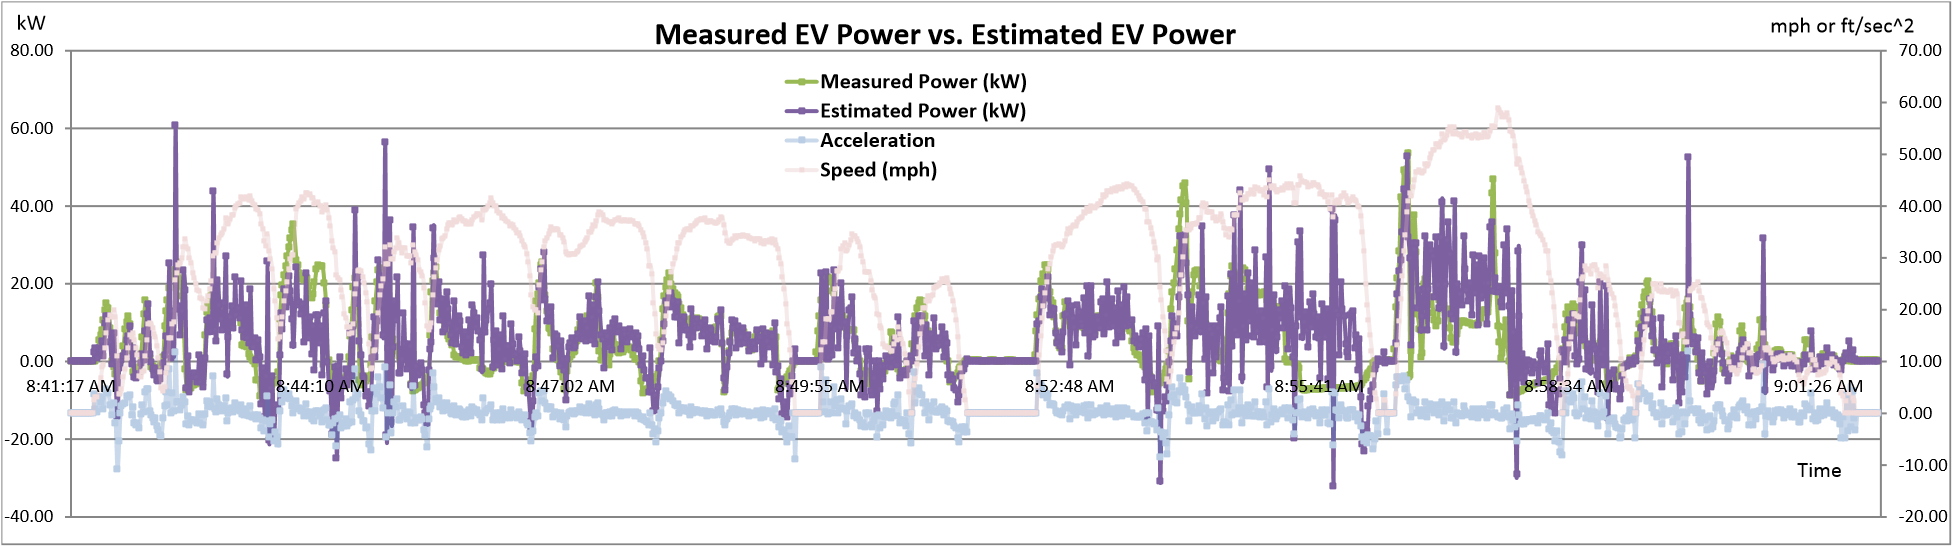 kW
Measured EV Power vs. Estimated EV Power
mph or ft/sec^2
80.00
60.00
40.00
20.00
0.00
-20.00
-40.00
Measured Power (kW)
Estimated Power (kW)
Acceleration
Speed (mph)
70.00
60.00
50.00
40.00
30.00
20.00
10.00
0.00
-10.00
-20.00
8:41:17 AM 8:44:10 AM 8:47:02 AM 8:49:55 AM 8:52:48 AM 8:55:41 AM 8:58:34 AM 9:01:26 AM
Time